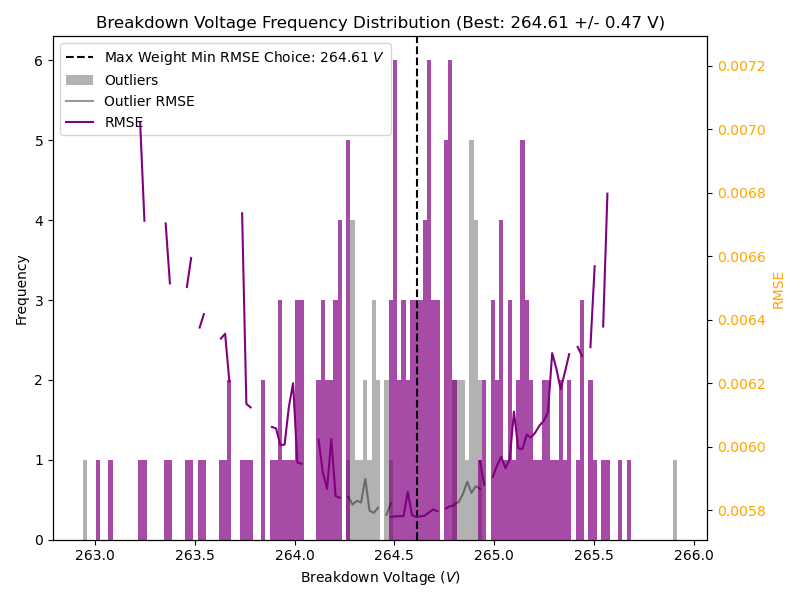 Breakdown Voltage Frequency Distribution (Best: 264.61 +/- 0.47 V)
Max Weight Min RMSE Choice: 264.61 V
Outliers
Outlier RMSE
RMSE
Frequency
6
5
4
3
2
1
0
263.0 263.5 264.0 264.5 265.0 265.5 266.0
Breakdown Voltage (V)
0.0072
0.0070
0.0068
0.0066
0.0064
0.0062
0.0060
0.0058
RMSE